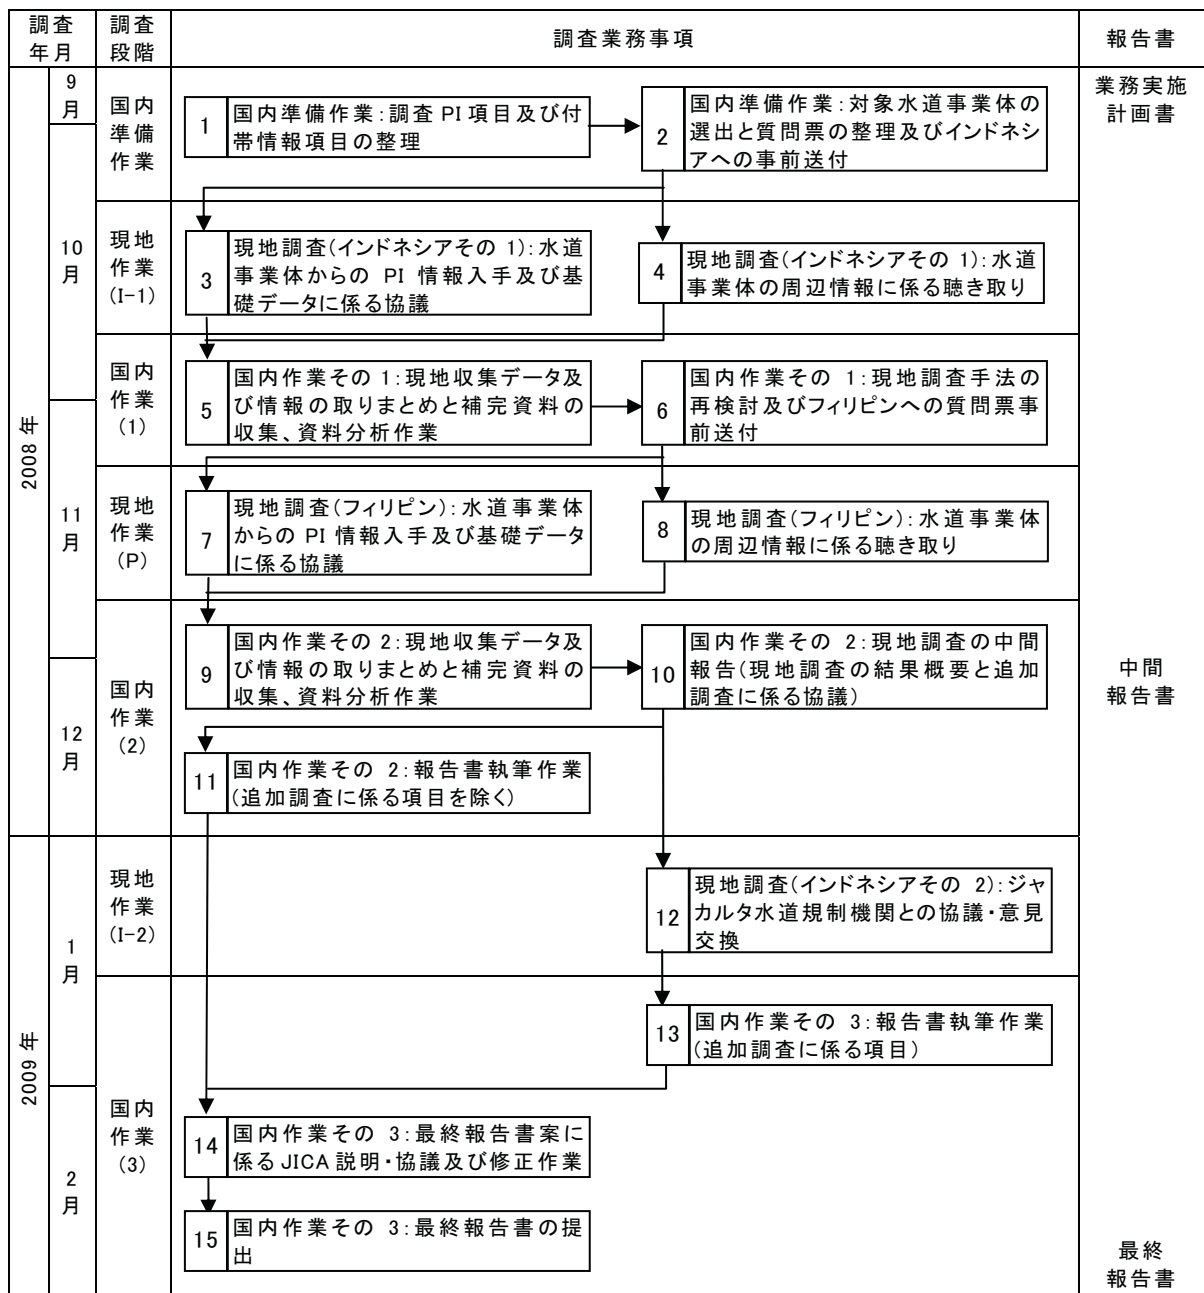 調査
年月
調査
段階
調査業務事項
報告書
2008 年
9
月
国内
準備
作業
1
国内準備作業:調査 PI 項目及び付
帯情報項目の整理
2
国内準備作業:対象水道事業体の
選出と質問票の整理及びインドネシ
アへの事前送付
業務実施
計画書
10
月
現地
作業
(I-1)
3
現地調査(インドネシアその 1):水道
事業体からの PI 情報入手及び基
礎データに係る協議
4
現地調査(インドネシアその 1):水道
事業体の周辺情報に係る聴き取り
国内
作業
(1)
5
国内作業その 1:現地収集データ及
び情報の取りまとめと補完資料の
収集、資料分析作業
6
国内作業その 1:現地調査手法の
再検討及びフィリピンへの質問票事
前送付
11
月
現地
作業
(P)
7
現地調査(フィリピン):水道事業体
からの PI 情報入手及び基礎データ
に係る協議
8
現地調査(フィリピン):水道事業体
の周辺情報に係る聴き取り
12
月
国内
作業
(2)
9
国内作業その 2:現地収集データ及
び情報の取りまとめと補完資料の
収集、資料分析作業
10
国内作業その 2:現地調査の中間
報告(現地調査の結果概要と追加
調査に係る協議)
中間
報告書
11
国内作業その 2:報告書執筆作業
(追加調査に係る項目を除く)
2009 年
1
月
現地
作業
(I-2)
12
現地調査(インドネシアその 2):ジャ
カルタ水道規制機関との協議・意見
交換
国内
作業
(3)
13
国内作業その 3:報告書執筆作業
(追加調査に係る項目)
2
月
14
国内作業その 3:最終報告書案に
係る JICA 説明・協議及び修正作業
15
国内作業その 3:最終報告書の提
出
最終
報告書